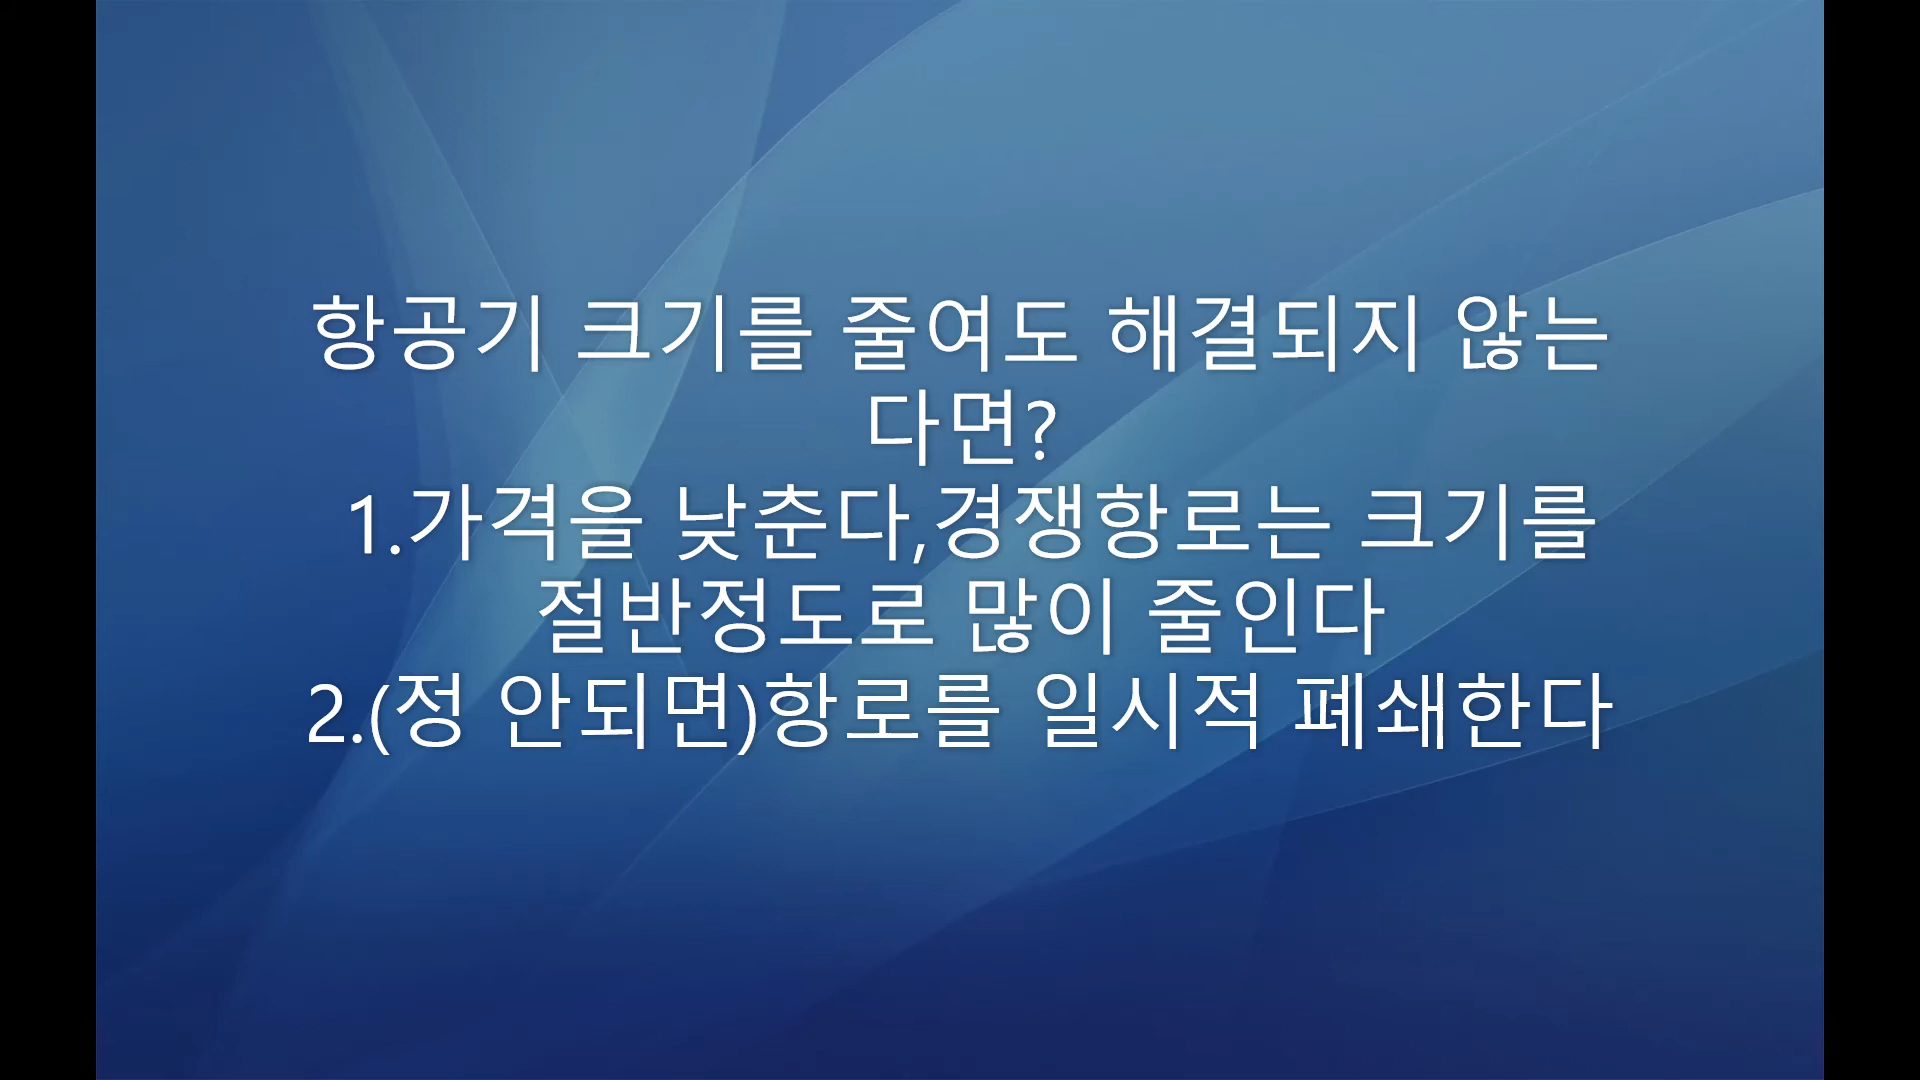 항공기 크기를 줄여도 해결되지 않는
다면?
1.가격을 낮춘다,경쟁항로는 크기를
절반정도로 많이 줄인다
2.(정 안되면)항로를 일시적 폐쇄한다